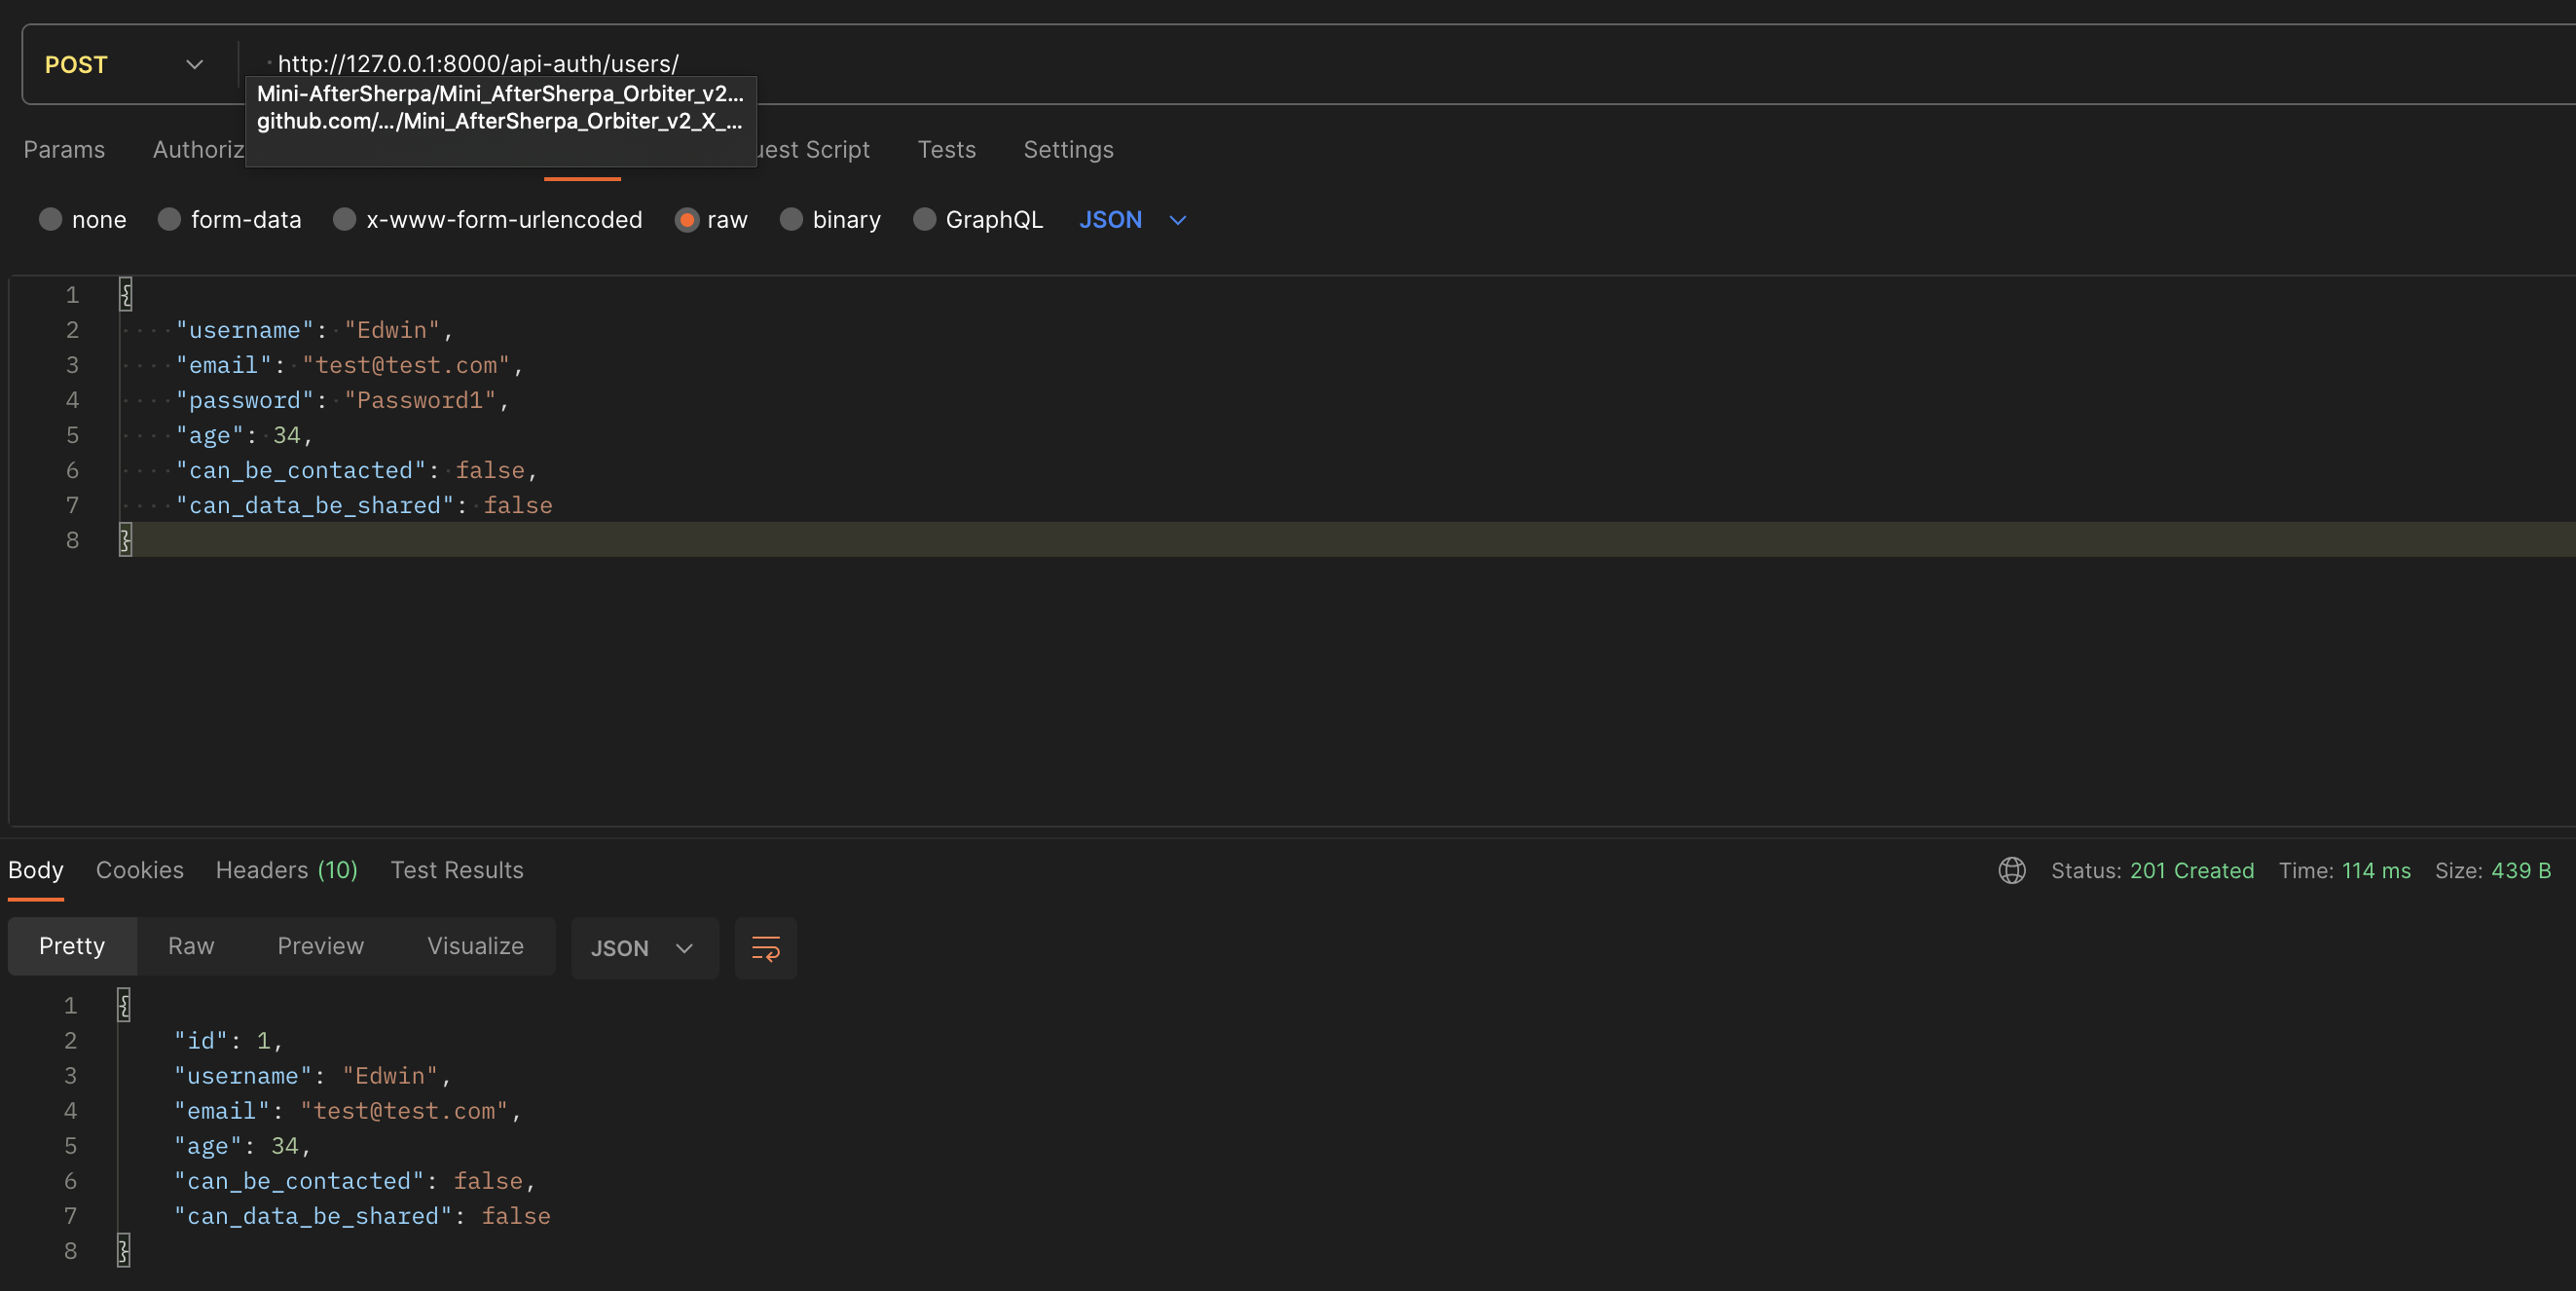 POST http://127.0.0.1:8000/api-auth/users/
Mini-AfterSherpa/Mini_AfterSherpa_Orbiter_v2...
github.com/.../Mini_AfterSherpa_Orbiter_v2_X_...
Params Authoriz uest Script Tests Settings
none form-data x-www-form-urlencoded raw binary GraphQL JSON
1 {
2 "username": "Edwin",
3 "email": "test@test.com",
4 "password": "Password1",
5 "age": 34,
6 "can_be_contacted": false,
7 "can_data_be_shared": false
8 }
Body Cookies Headers (10) Test Results Status: 201 Created Time: 114 ms Size: 439 B
Pretty Raw Preview Visualize JSON
1 {
2 "id": 1,
3 "username": "Edwin",
4 "email": "test@test.com",
5 "age": 34,
6 "can_be_contacted": false,
7 "can_data_be_shared": false
8 }